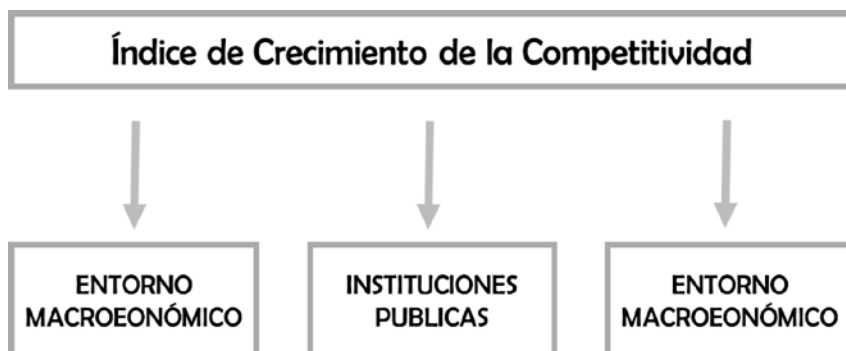 Índice de Crecimiento de la Competitividad
ENTORNO
MACROEONÓMICO
INSTITUCIONES
PUBLICAS
ENTORNO
MACROEONÓMICO